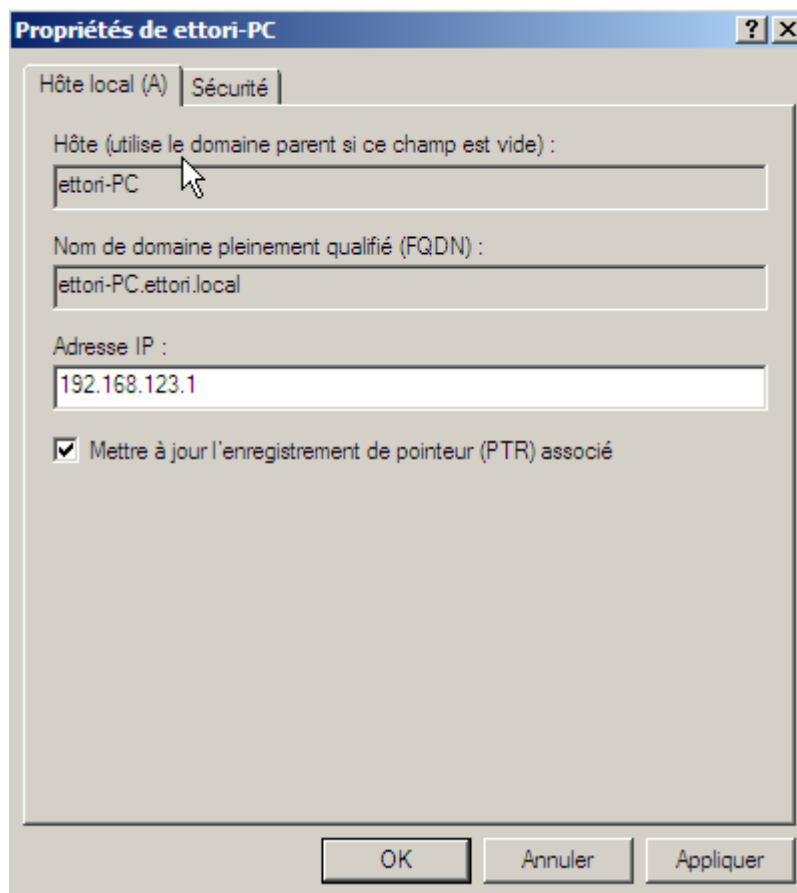 Propriétés de ettori-PC
Hôte local (A) Sécurité
Hôte (utilise le domaine parent si ce champ est vide) :
ettori-PC
Nom de domaine pleinement qualifié (FQDN) :
ettori-PC.ettori.local
Adresse IP :
192.168.123.1
Mettre à jour l'enregistrement de pointeur (PTR) associé
OK Annuler Appliquer